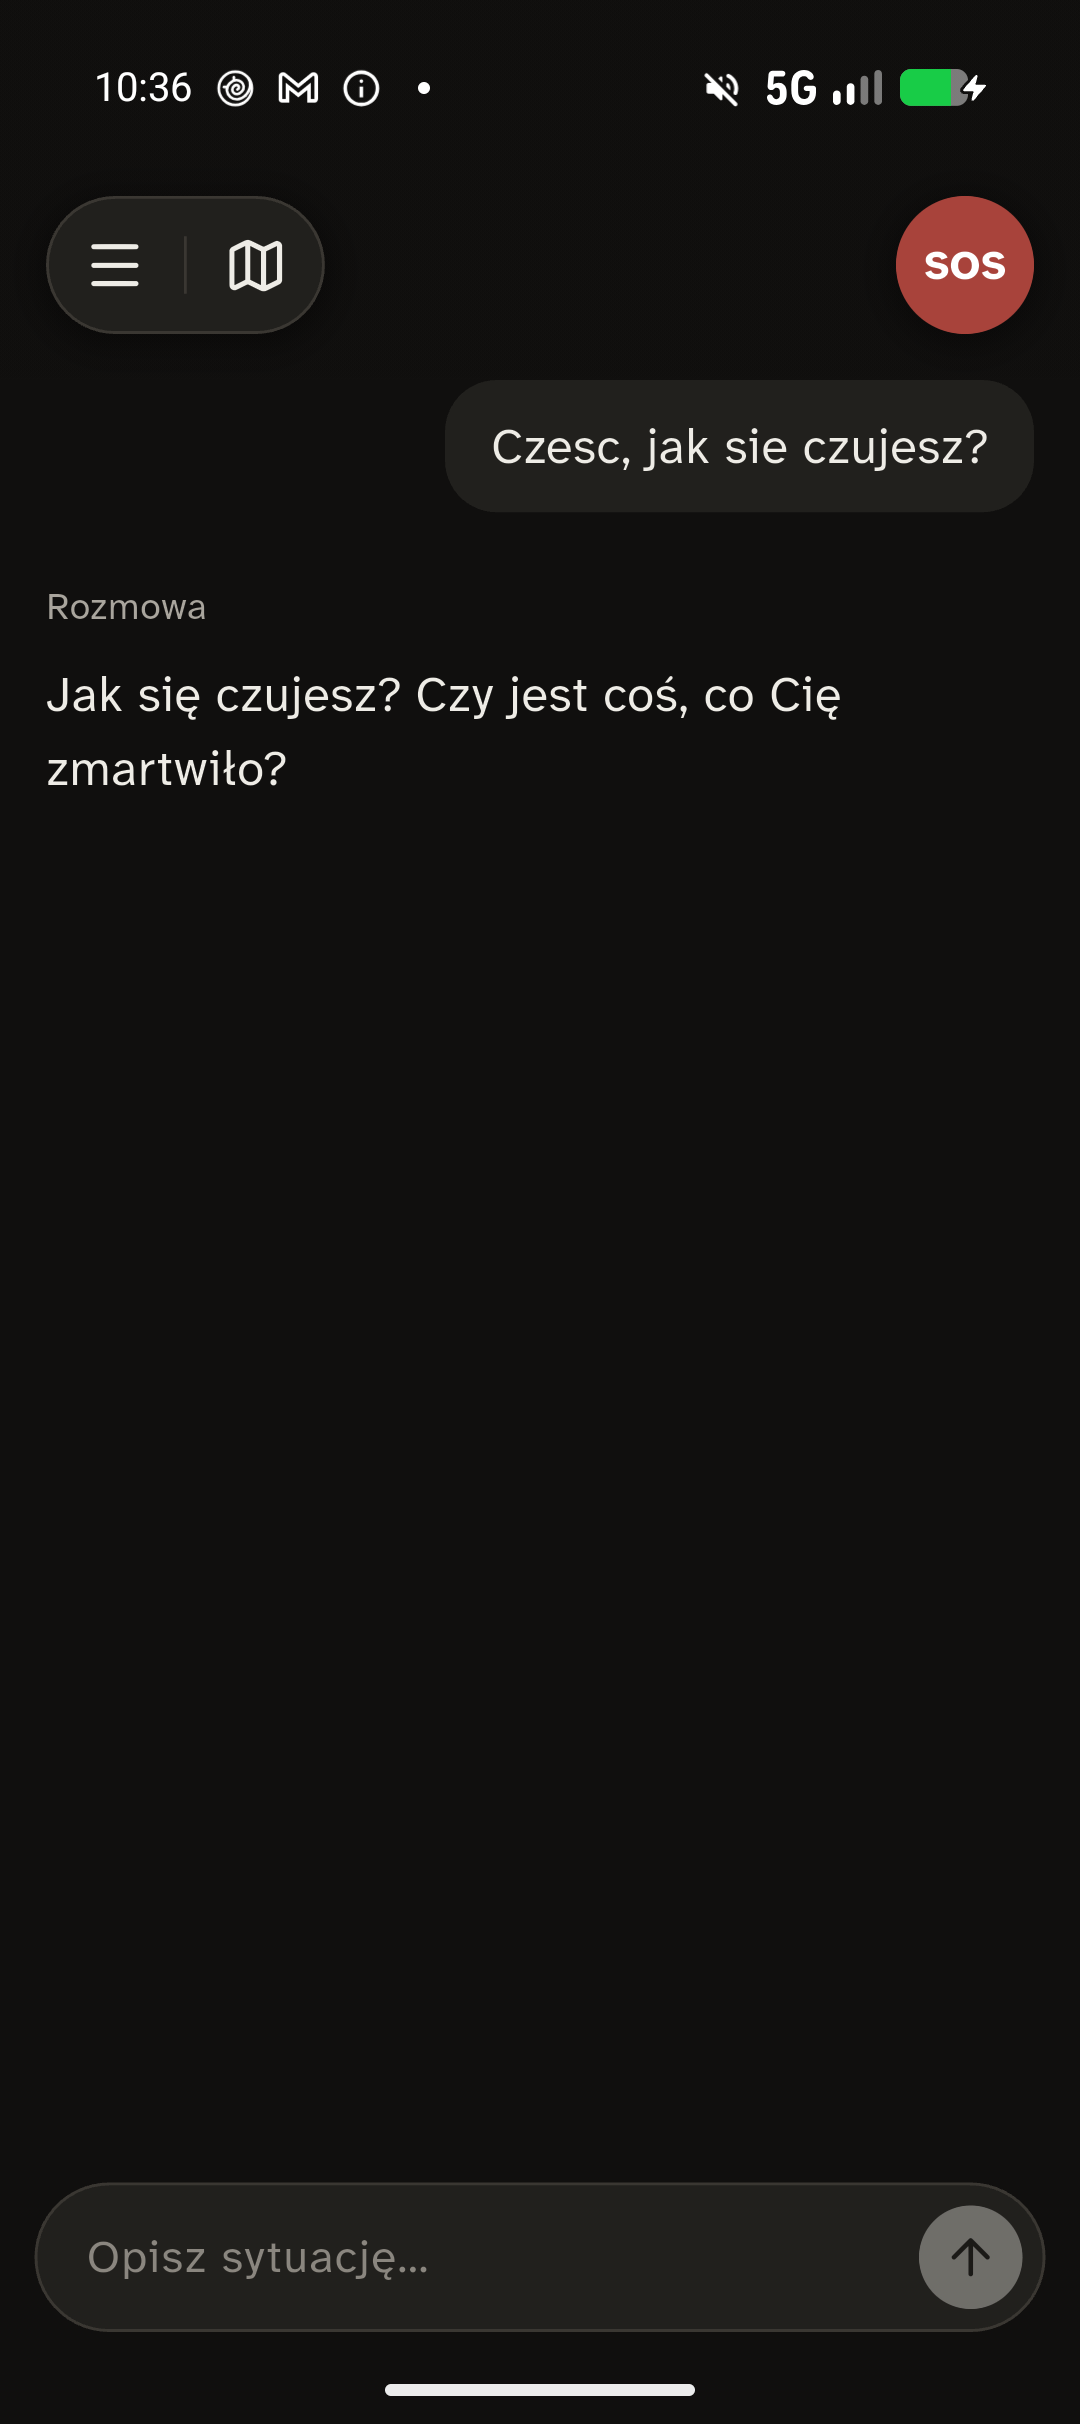 10:36
5G
SOS
Czesc, jak sie czujesz?
Rozmowa
Jak się czujesz? Czy jest coś, co Cię
zmartwiło?
Opisz sytuację...